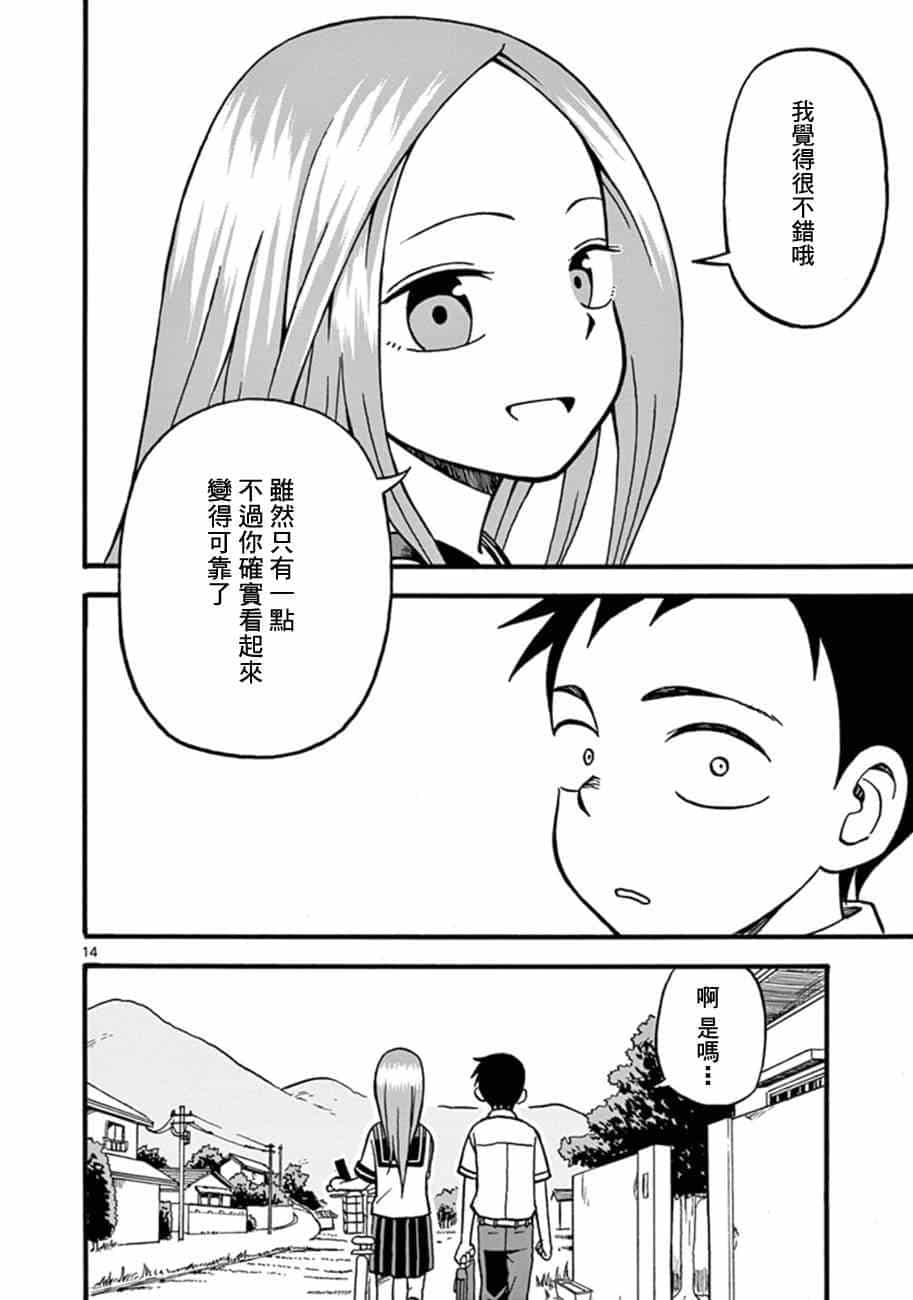 我覺得很不錯哦
雖然只有一點
不過你確實看起來
變得可靠了
14
啊 是嗎…